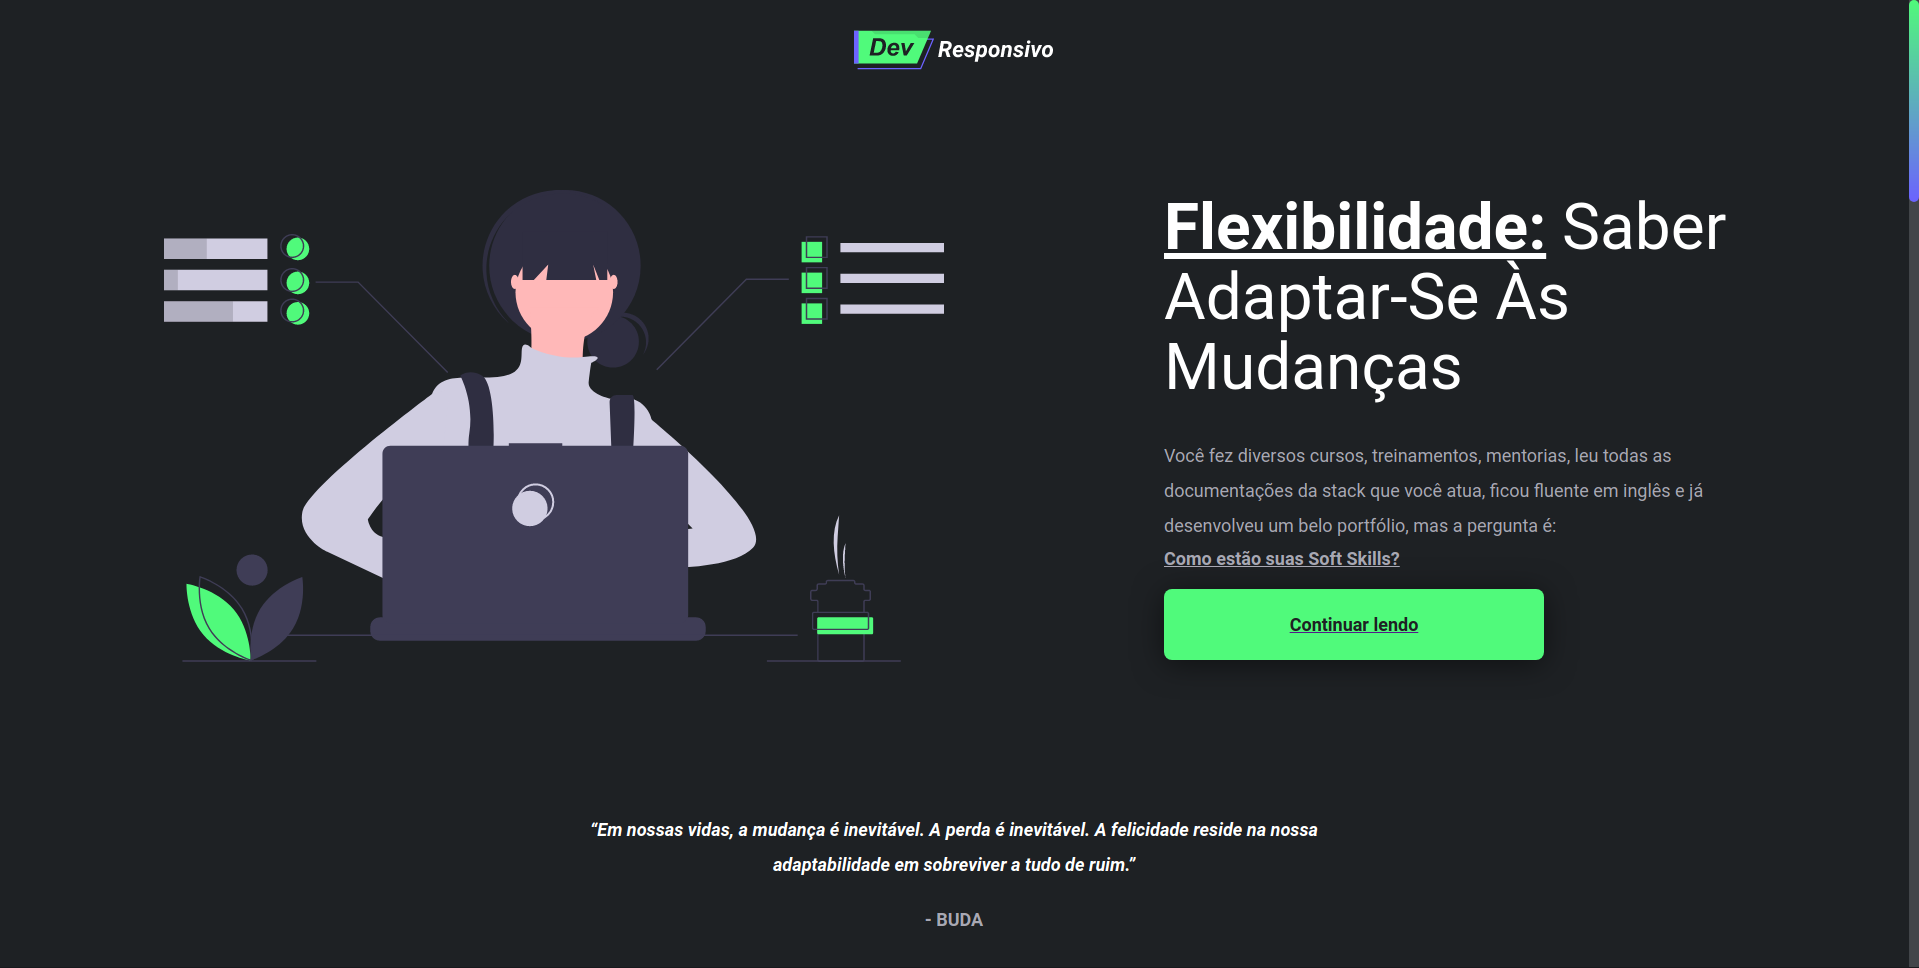 Dev Responsivo
Flexibilidade: Saber
Adaptar-Se Às
Mudanças
Você fez diversos cursos, treinamentos, mentorias, leu todas as
documentações da stack que você atua, ficou fluente em inglês e já
desenvolveu um belo portfólio, mas a pergunta é:
Como estão suas Soft Skills?
Continuar lendo
“Em nossas vidas, a mudança é inevitável. A perda é inevitável. A felicidade reside na nossa
adaptabilidade em sobreviver a tudo de ruim.”
- BUDA